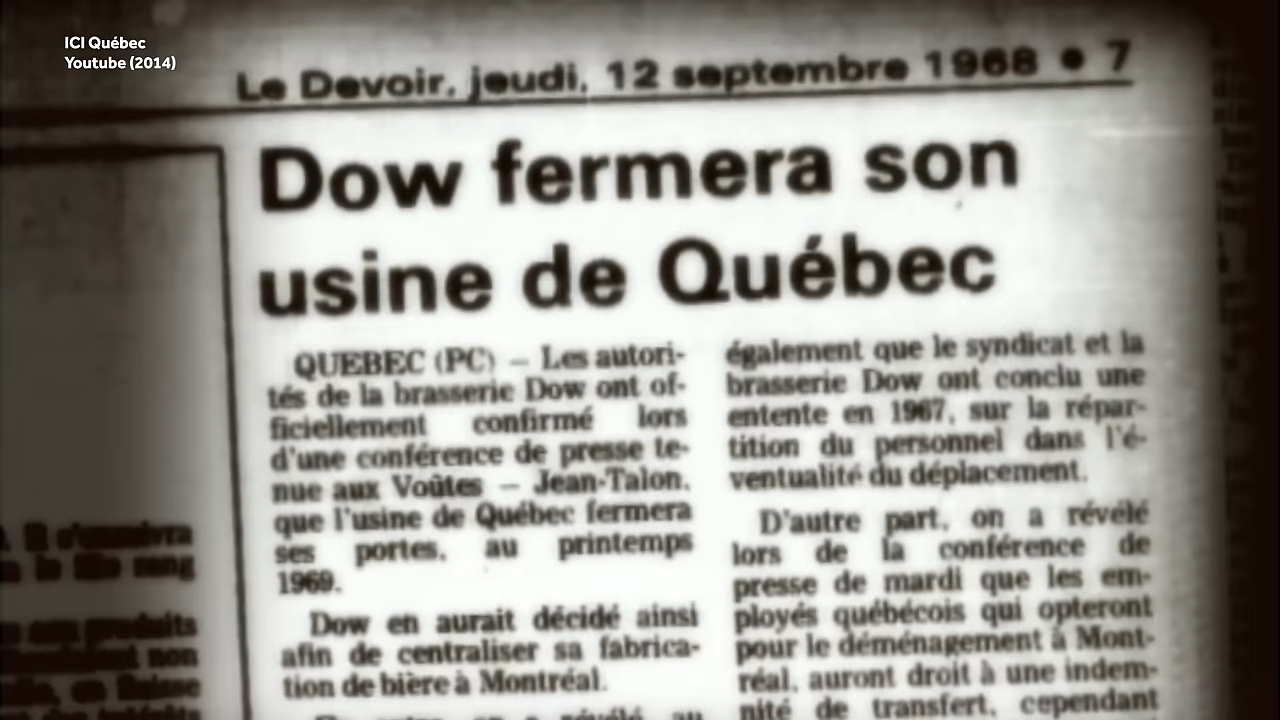 ICI Québec
Youtube (2014)
Le Devoir, jeudi, 12 septembre 1968 • 7
Dow fermera son
usine de Québec
QUEBEC (PC) — Les autori-
tés de la brasserie Dow ont of-
ficiellement confirmé lors
d'une conférence de presse te-
nue aux Voûtes — Jean-Talon,
que l'usine de Québec fermera
ses portes, au printemps
1969.
Dow en aurait décidé ainsi
afin de centraliser sa fabrica-
tion de bière à Montréal.
révélé au
également que le syndicat et la
brasserie Dow ont conclu une
entente en 1967, sur la répar-
tition du personnel dans l'é-
ventualité du déplacement.
D'autre part, on a révélé
lors de la conférence de
presse de mardi que les em-
ployés québécois qui opteront
pour le déménagement à Mont-
réal, auront droit à une indem-
nité de transfert, cependant
produits
non